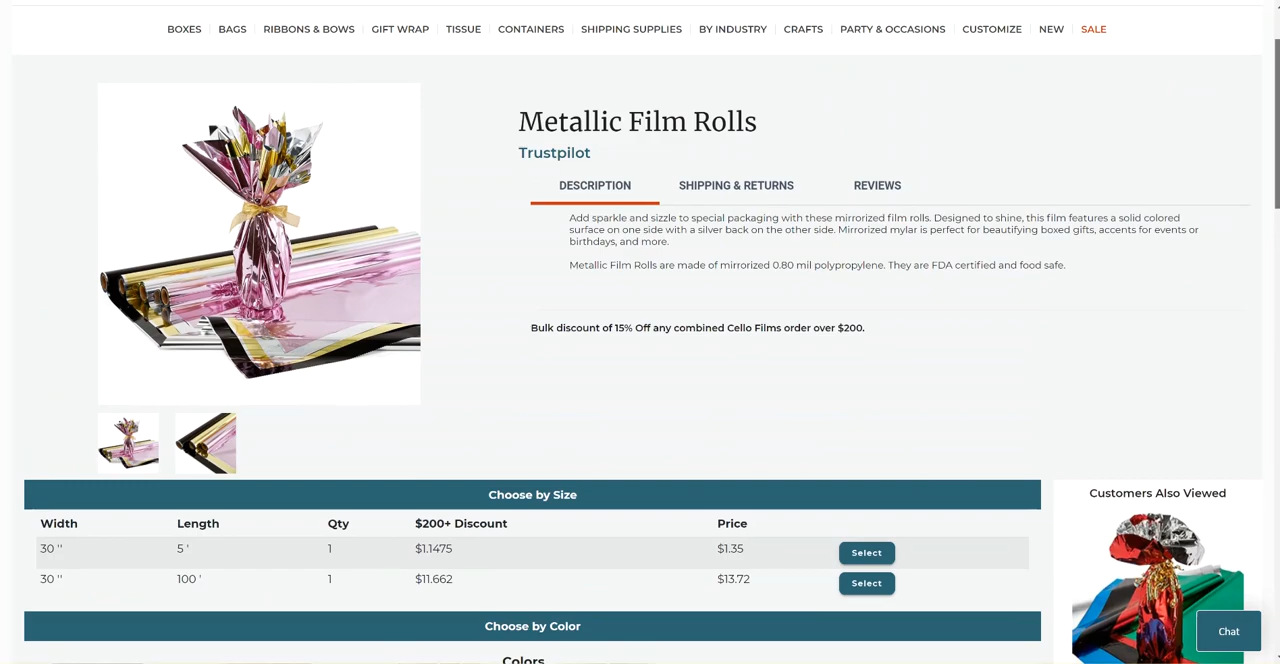 BOXES BAGS RIBBONS & BOWS GIFT WRAP TISSUE CONTAINERS SHIPPING SUPPLIES BY INDUSTRY CRAFTS PARTY & OCCASIONS CUSTOMIZE NEW SALE
Metallic Film Rolls
Trustpilot
DESCRIPTION SHIPPING & RETURNS REVIEWS
Add sparkle and sizzle to special packaging with these mirrorized film rolls. Designed to shine, this film features a solid colored
surface on one side with a silver back on the other side. Mirrorized mylar is perfect for beautifying boxed gifts, accents for events or
birthdays, and more.
Metallic Film Rolls are made of mirrorized 0.80 mil polypropylene. They are FDA certified and food safe.
Bulk discount of 15% Off any combined Cello Films order over $200.
Choose by Size
Width Length Qty $200+ Discount Price
30 '' 5 ' 1 $1.1475 $1.35 Select
30 '' 100 ' 1 $11.662 $13.72 Select
Choose by Color
Colors
Customers Also Viewed
Chat